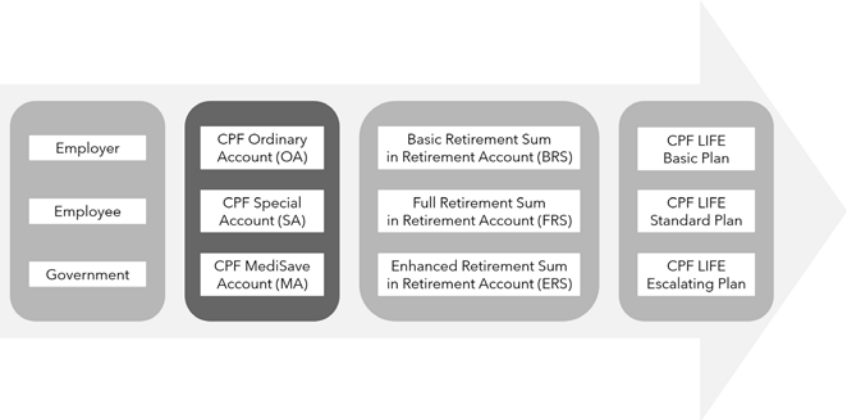 Employer
Employee
Government
CPF Ordinary
Account (OA)
CPF Special
Account (SA)
CPF MediSave
Account (MA)
Basic Retirement Sum
in Retirement Account (BRS)
Full Retirement Sum
in Retirement Account (FRS)
Enhanced Retirement Sum
in Retirement Account (ERS)
CPF LIFE
Basic Plan
CPF LIFE
Standard Plan
CPF LIFE
Escalating Plan